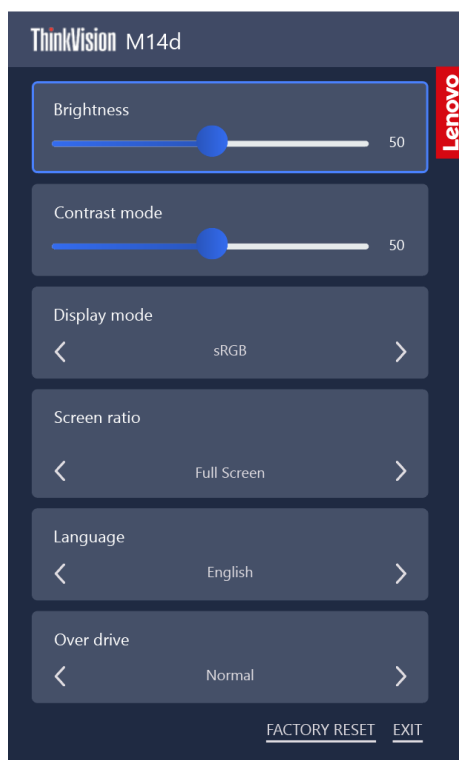 ThinkVision M14d
Lenovo
Brightness
50
Contrast mode
50
Display mode
sRGB
Screen ratio
Full Screen
Language
English
Over drive
Normal
FACTORY RESET EXIT